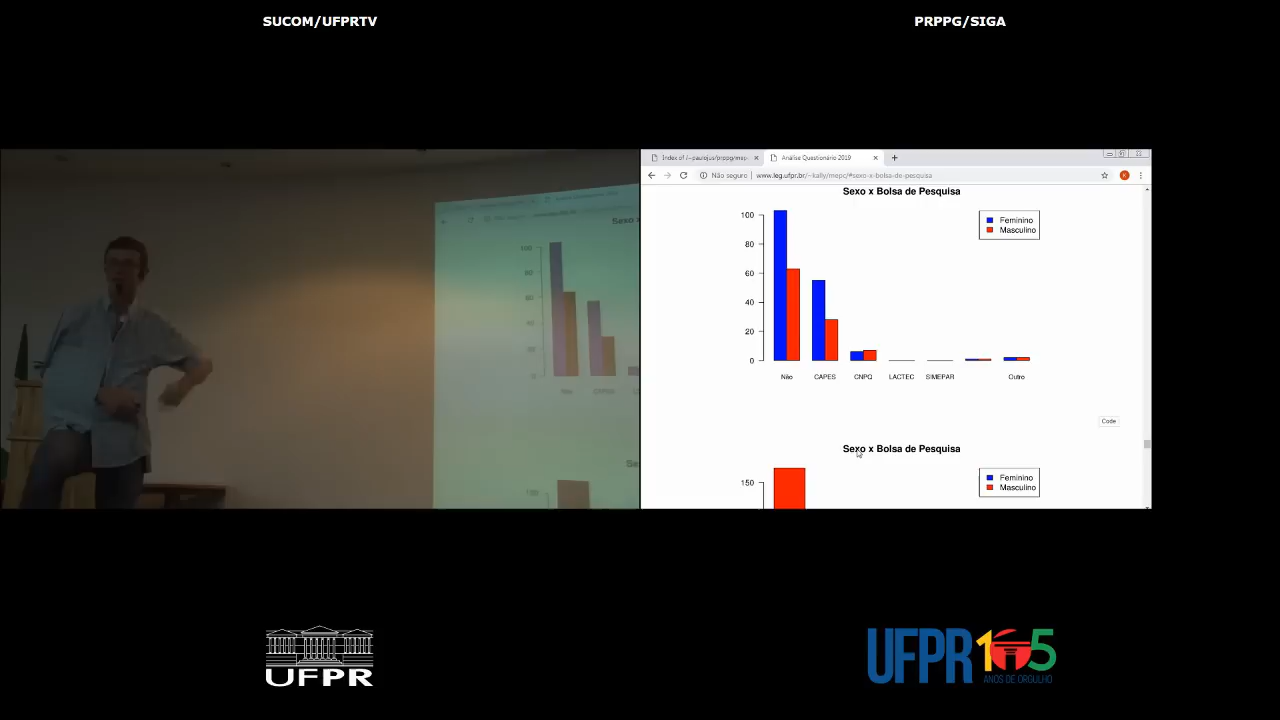 SUCOM/UFPRTV
PRPPG/SIGA
Index of /~paulojus/prppg/mep
Análise Questionário 2019
Não seguro
www.leg.ufpr.br/~kally/mepc/#sexo-x-bolsa-de-pesquisa
K
Sexo x Bolsa de Pesquisa
100
80
60
40
20
0
Feminino
Masculino
Não
CAPES
CNPQ
LACTEC
SIMEPAR
Outro
Code
Sexo x Bolsa de Pesquisa
150
Feminino
Masculino
UFPR
UFPR 105
ANOS DE ORGULHO